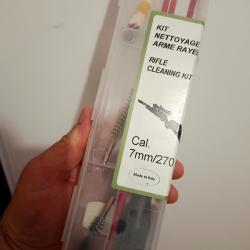 KIT
NETTOYAGE
ARME RAYEE
RIFLE
CLEANING KIT
Cal.
7mm/270
Made in Italy